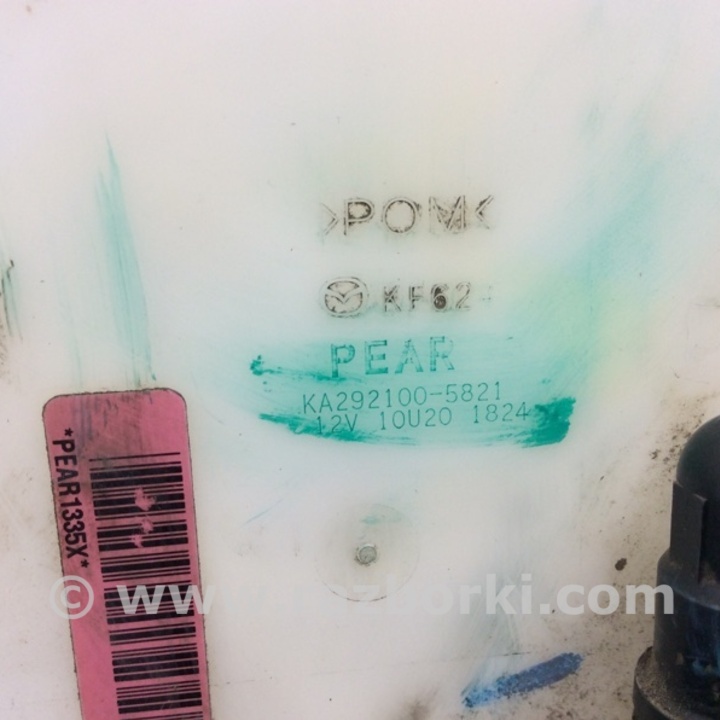 >POM<
KF62-
PEAR
KA292100-5821
12V 10U20 1824
*PEAR1335X*